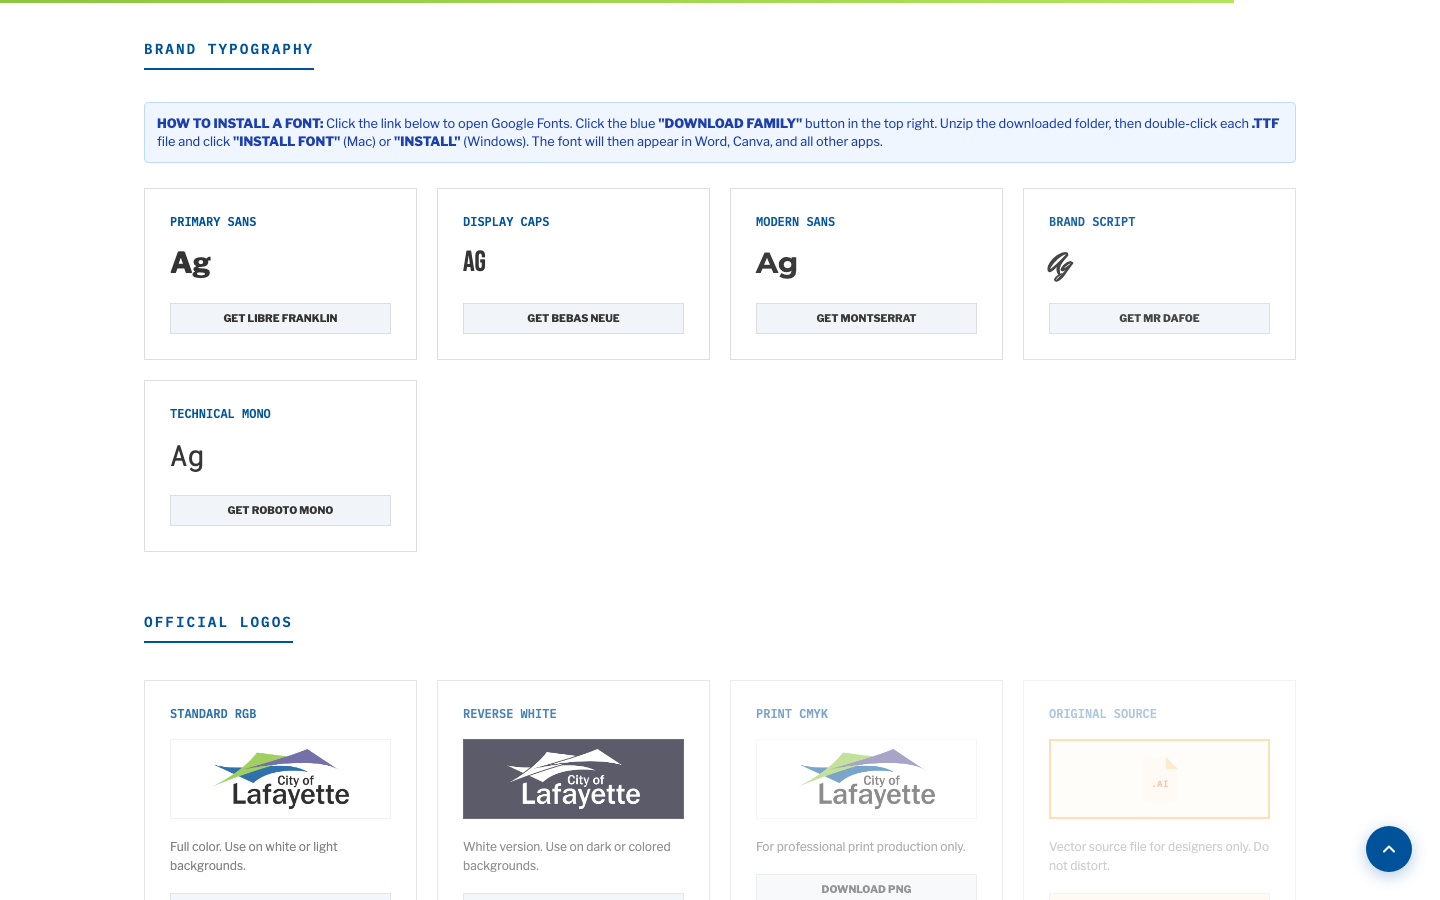 BRAND TYPOGRAPHY
HOW TO INSTALL A FONT: Click the link below to open Google Fonts. Click the blue "DOWNLOAD FAMILY" button in the top right. Unzip the downloaded folder, then double-click each .TTF
file and click "INSTALL FONT" (Mac) or "INSTALL" (Windows). The font will then appear in Word, Canva, and all other apps.
PRIMARY SANS
Ag
GET LIBRE FRANKLIN
DISPLAY CAPS
AG
GET BEBAS NEUE
MODERN SANS
Ag
GET MONTSERRAT
BRAND SCRIPT
Ag
GET MR DAFOE
TECHNICAL MONO
Ag
GET ROBOTO MONO
OFFICIAL LOGOS
STANDARD RGB
City of
Lafayette
Full color. Use on white or light
backgrounds.
REVERSE WHITE
City of
Lafayette
White version. Use on dark or colored
backgrounds.
PRINT CMYK
City of
Lafayette
For professional print production only.
DOWNLOAD PNG
ORIGINAL SOURCE
.AI
Vector source file for designers only. Do
not distort.